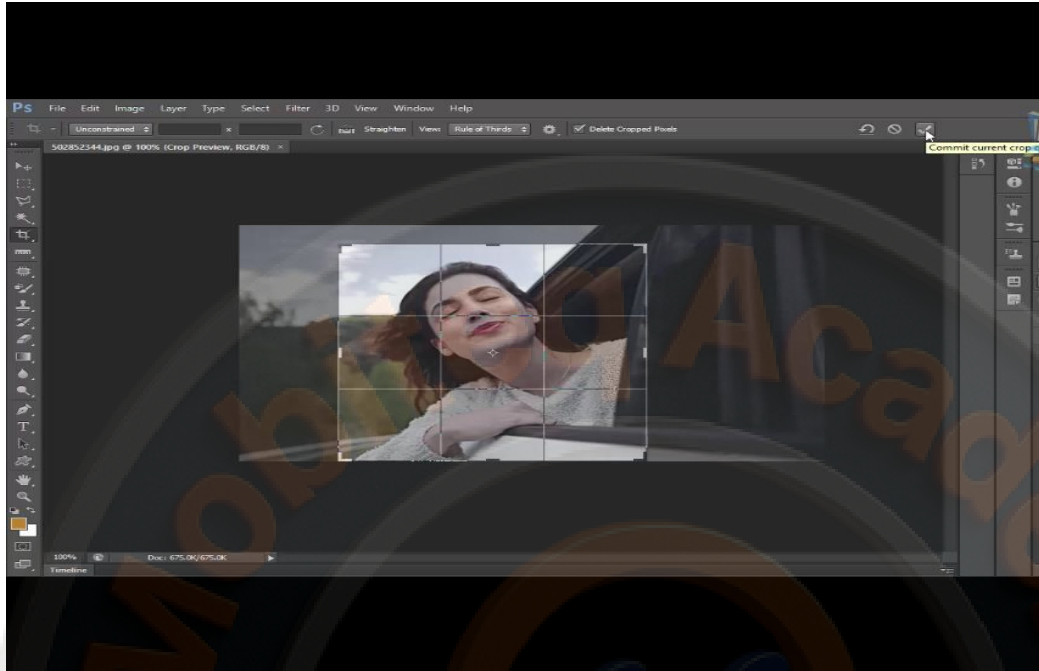 Ps File Edit Image Layer Type Select Filter 3D View Window Help
Unconstrained x Straighten View: Rule of Thirds Delete Cropped Pixels
Commit current crop
502852344.jpg @ 100% (Crop Preview, RGB/8) ×
100% Doc: 675.0K/675.0K
Timeline